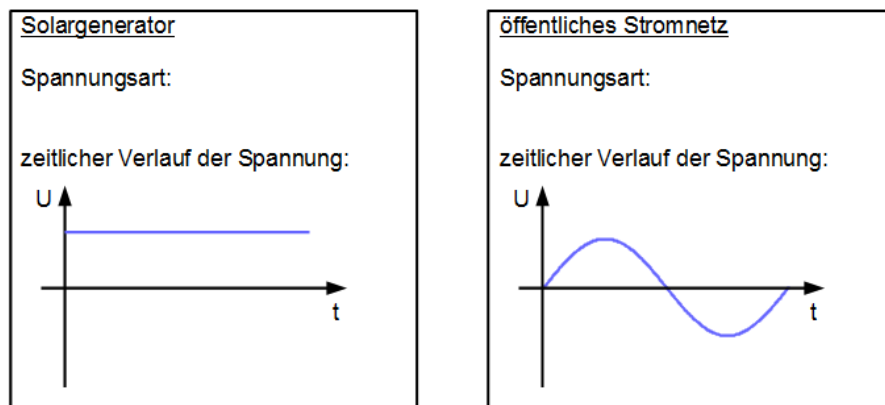 Solargenerator
Spannungsart:
zeitlicher Verlauf der Spannung:
U
t
öffentliches Stromnetz
Spannungsart:
zeitlicher Verlauf der Spannung:
U
t